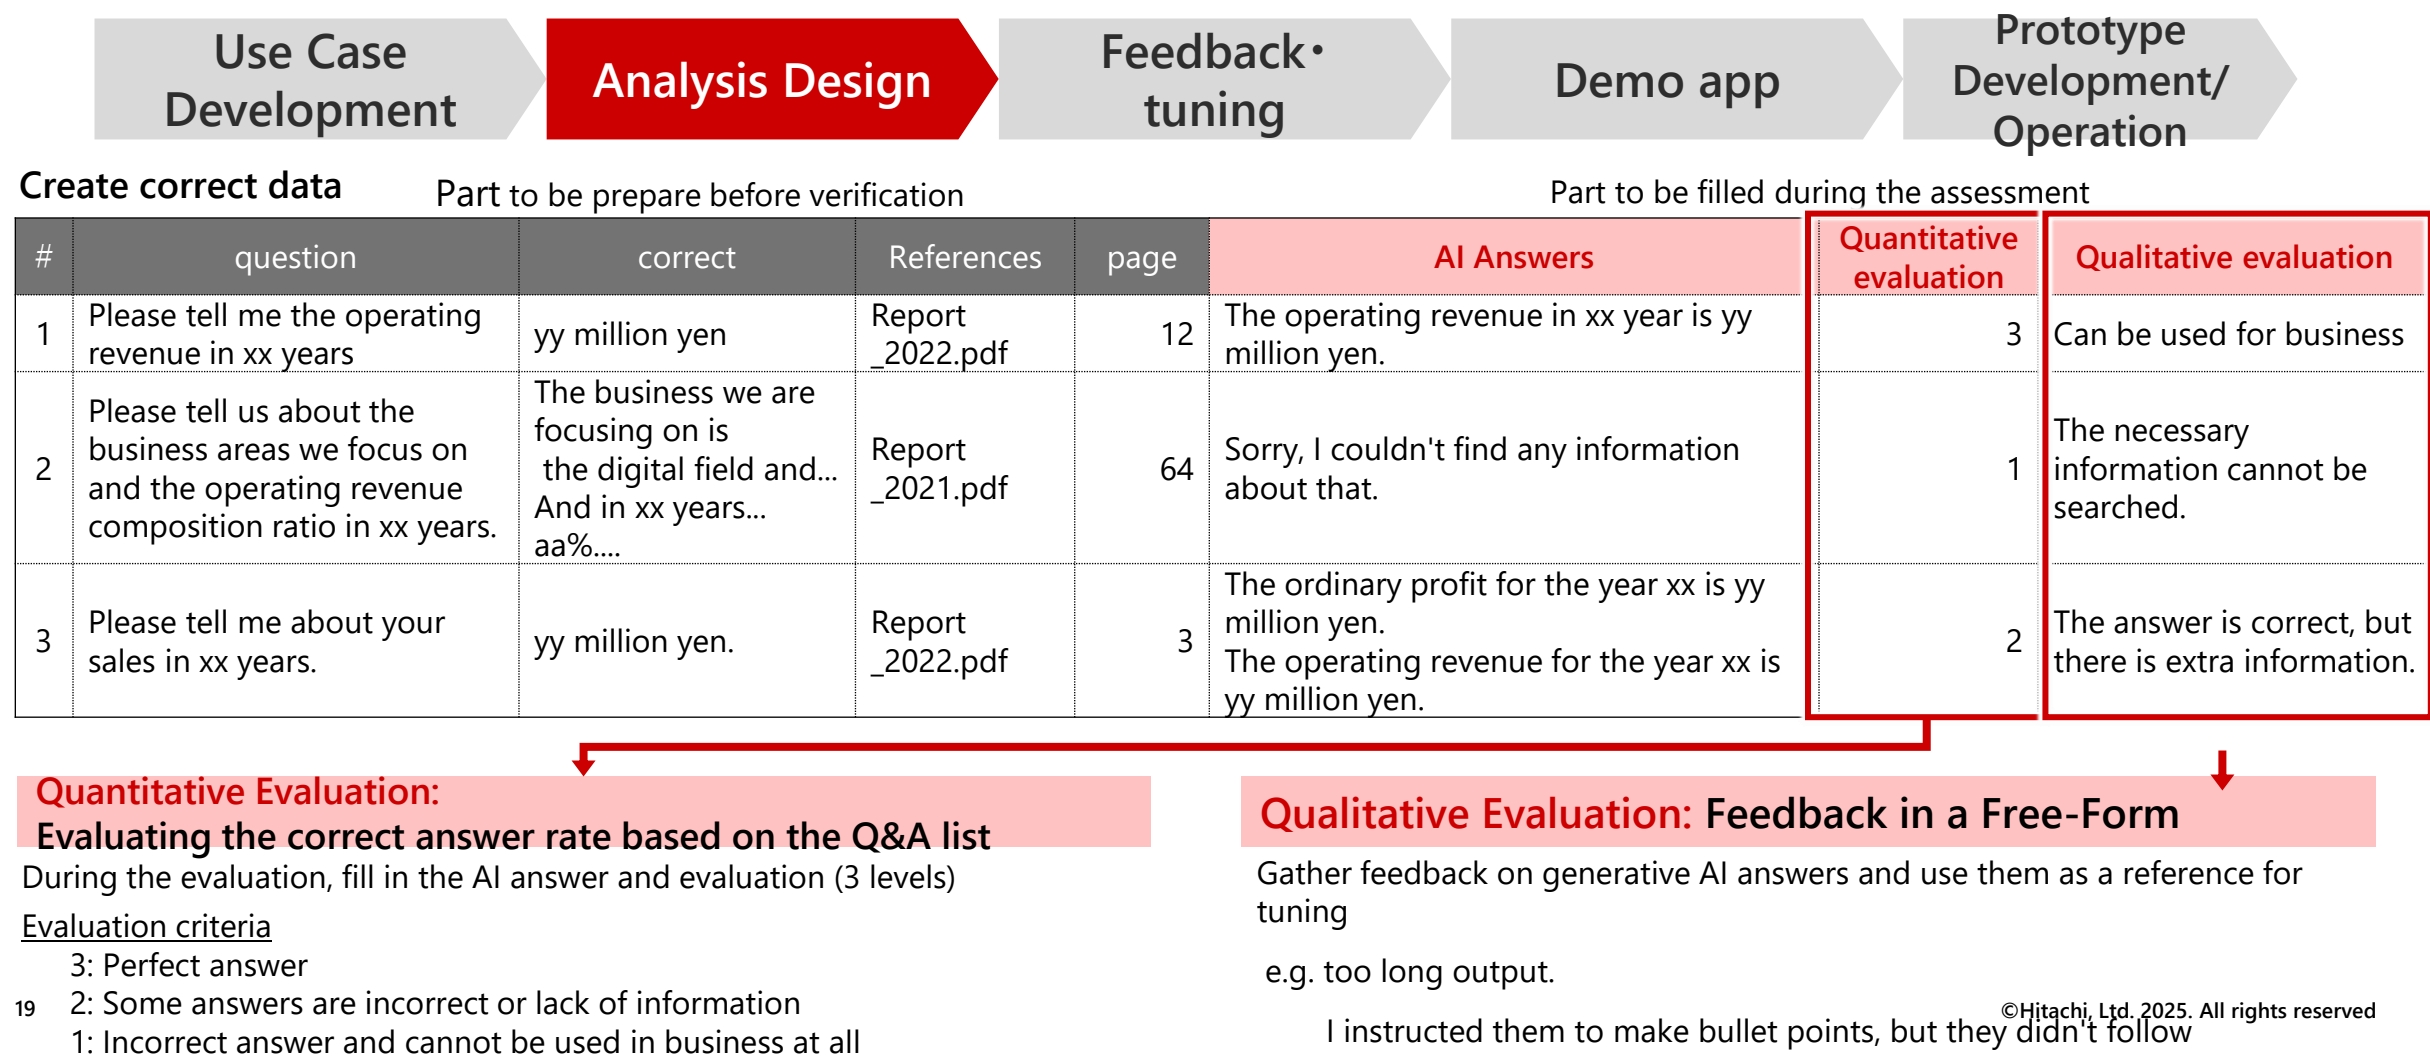 Use Case
Development
Analysis Design
Feedback・
tuning
Demo app
Prototype
Development/
Operation
Create correct data
Part to be prepare before verification
Part to be filled during the assessment
# question correct References page AI Answers Quantitative
evaluation Qualitative evaluation
1
Please tell me the operating
revenue in xx years
yy million yen
Report
_2022.pdf
12
The operating revenue in xx year is yy
million yen.
3
Can be used for business
2
Please tell us about the
business areas we focus on
and the operating revenue
composition ratio in xx years.
The business we are
focusing on is
the digital field and...
And in xx years...
aa%....
Report
_2021.pdf
64
Sorry, I couldn't find any information
about that.
1
The necessary
information cannot be
searched.
3
Please tell me about your
sales in xx years.
yy million yen.
Report
_2022.pdf
3
The ordinary profit for the year xx is yy
million yen.
The operating revenue for the year xx is
yy million yen.
2
The answer is correct, but
there is extra information.
Quantitative Evaluation:
Evaluating the correct answer rate based on the Q&A list
During the evaluation, fill in the AI answer and evaluation (3 levels)
Evaluation criteria
3: Perfect answer
2: Some answers are incorrect or lack of information
1: Incorrect answer and cannot be used in business at all
Qualitative Evaluation: Feedback in a Free-Form
Gather feedback on generative AI answers and use them as a reference for
tuning
e.g. too long output.
I instructed them to make bullet points, but they didn't follow
19
©Hitachi, Ltd. 2025. All rights reserved